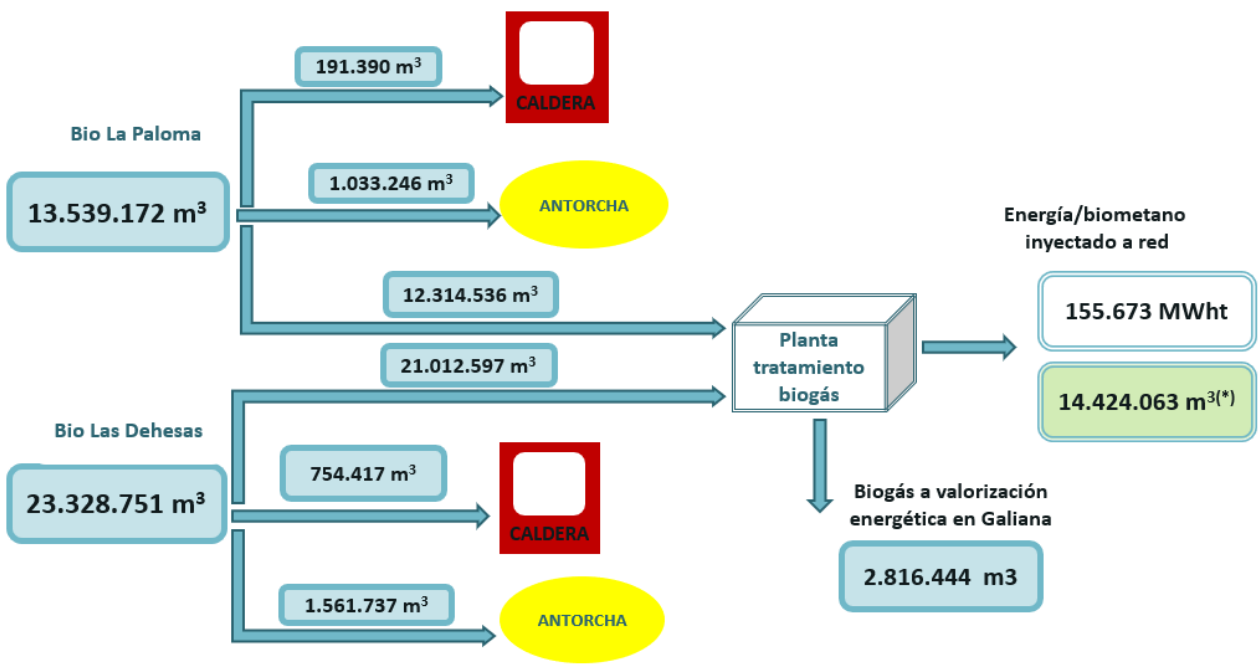 191.390 m³
CALDERA
Bio La Paloma
13.539.172 m³
1.033.246 m³
ANTORCHA
12.314.536 m³
21.012.597 m³
Planta
tratamiento
biogás
Energía/biometano
inyectado a red
155.673 MWht
14.424.063 m³(*)
Bio Las Dehesas
23.328.751 m³
754.417 m³
CALDERA
1.561.737 m³
ANTORCHA
Biogás a valorización
energética en Galiana
2.816.444 m3